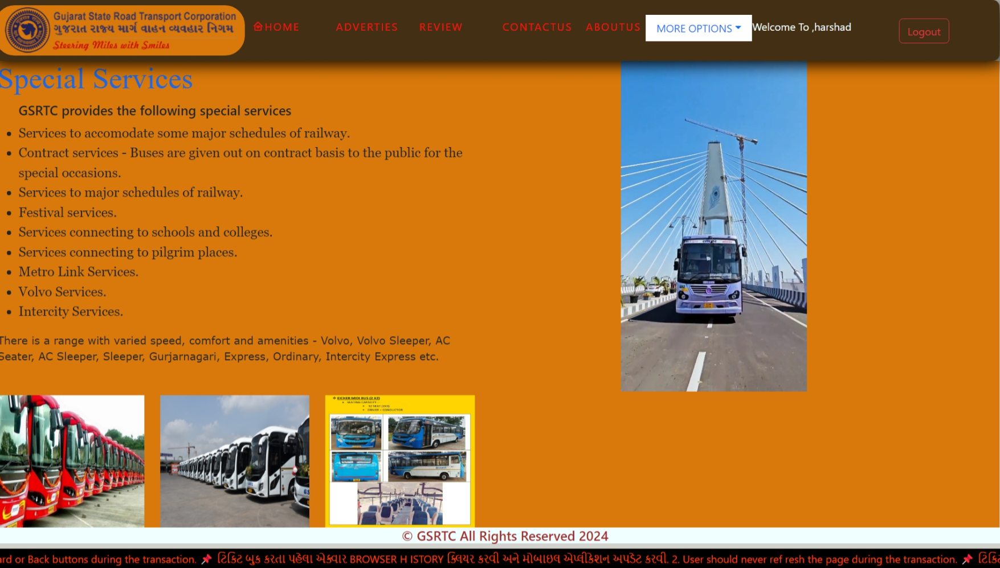 Gujarat State Road Transport Corporation
ગુજરાત રાજ્ય માર્ગ વાહન વ્યવહાર નિગમ
Steering Miles with Smiles
HOME ADVERTIES REVIEW CONTACTUS ABOUTUS MORE OPTIONS Welcome To ,harshad Logout
Special Services
GSRTC provides the following special services
Services to accomodate some major schedules of railway.
Contract services - Buses are given out on contract basis to the public for the
special occasions.
Services to major schedules of railway.
Festival services.
Services connecting to schools and colleges.
Services connecting to pilgrim places.
Metro Link Services.
Volvo Services.
Intercity Services.
There is a range with varied speed, comfort and amenities - Volvo, Volvo Sleeper, AC
Seater, AC Sleeper, Sleeper, Gurjarnagari, Express, Ordinary, Intercity Express etc.
EICHER MIDI BUS (2 X2)
SEATING CAPACITY :-
DRIVER + CONDUCTOR
© GSRTC All Rights Reserved 2024
ard or Back buttons during the transaction. 📌 ટિકિટ બુક કરતા પહેલા એકવાર BROWSER H ISTORY ક્લિયર કરવી અને મોબાઇલ એપ્લીકેશન અપડેટ કરવી. 2. User should never ref resh the page during the transaction. 📌 ટિકિ